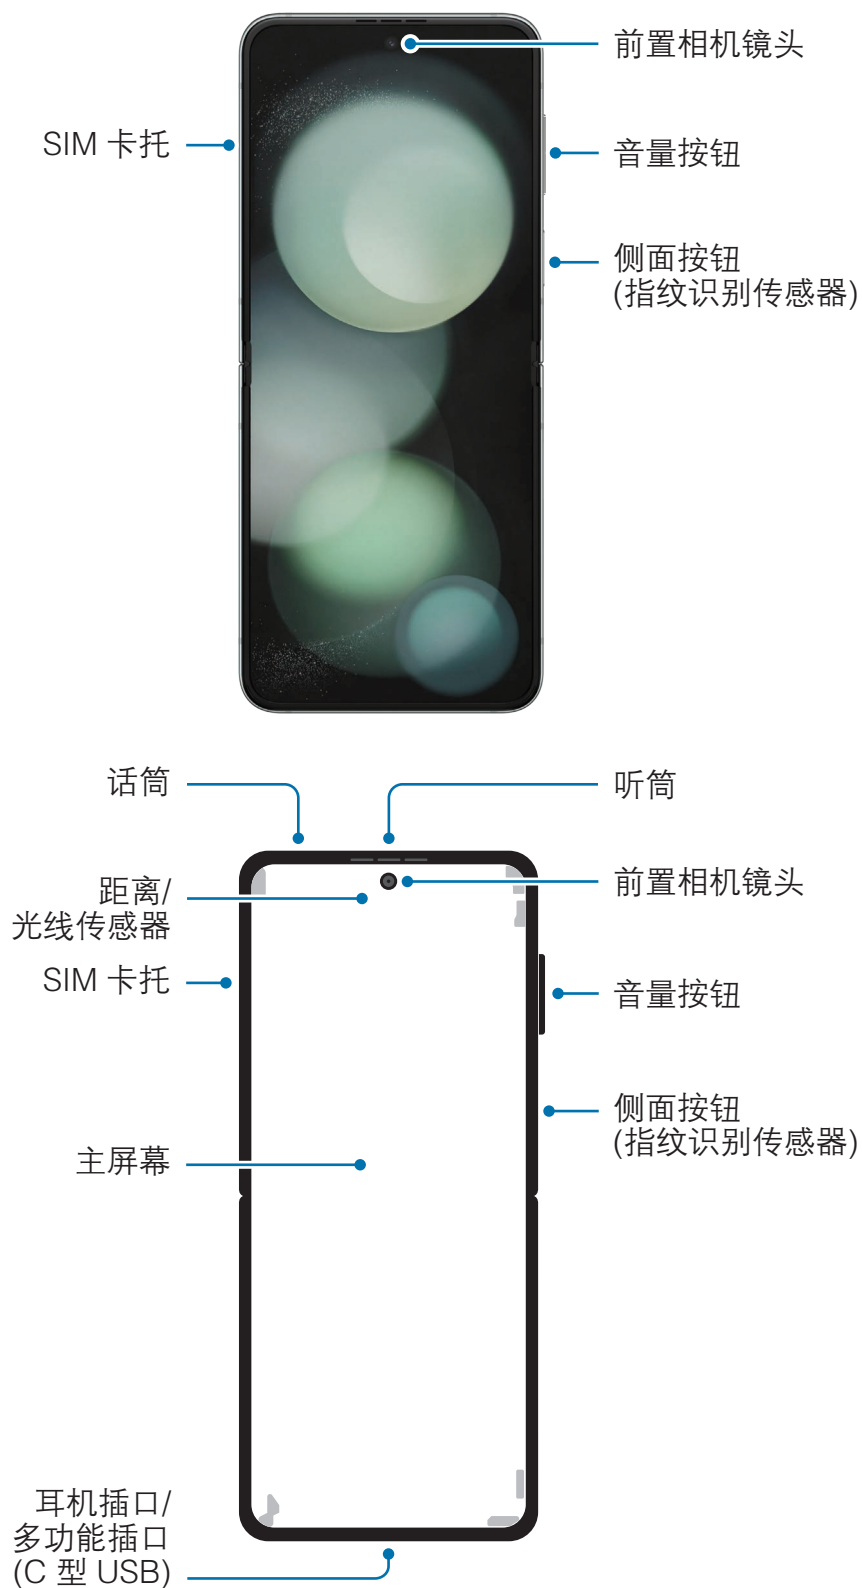 前置相机镜头
SIM 卡托
音量按钮
侧面按钮
(指纹识别传感器)
话筒
听筒
距离/
光线传感器
前置相机镜头
SIM 卡托
音量按钮
侧面按钮
(指纹识别传感器)
主屏幕
耳机插口/
多功能插口
(C 型 USB)